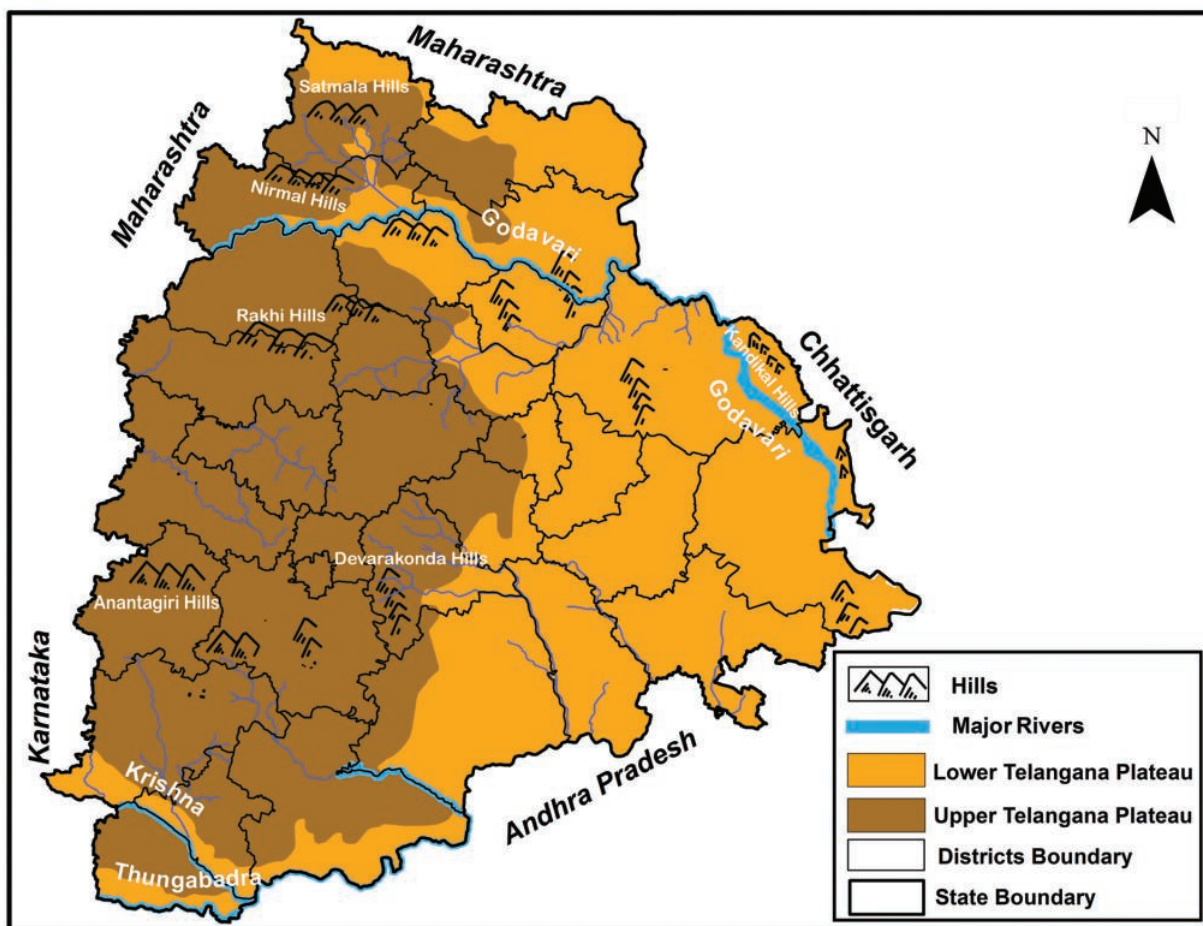 Maharashtra
Satmala Hills
Maharashtra
N
Nirmal Hills
Godavari
Rakhi Hills
Kandikal Hills
Chhattisgarh
Godavari
Devarakonda Hills
Anantagiri Hills
Karnataka
Krishna
Andhra Pradesh
Thungabadra
Hills
Major Rivers
Lower Telangana Plateau
Upper Telangana Plateau
Districts Boundary
State Boundary